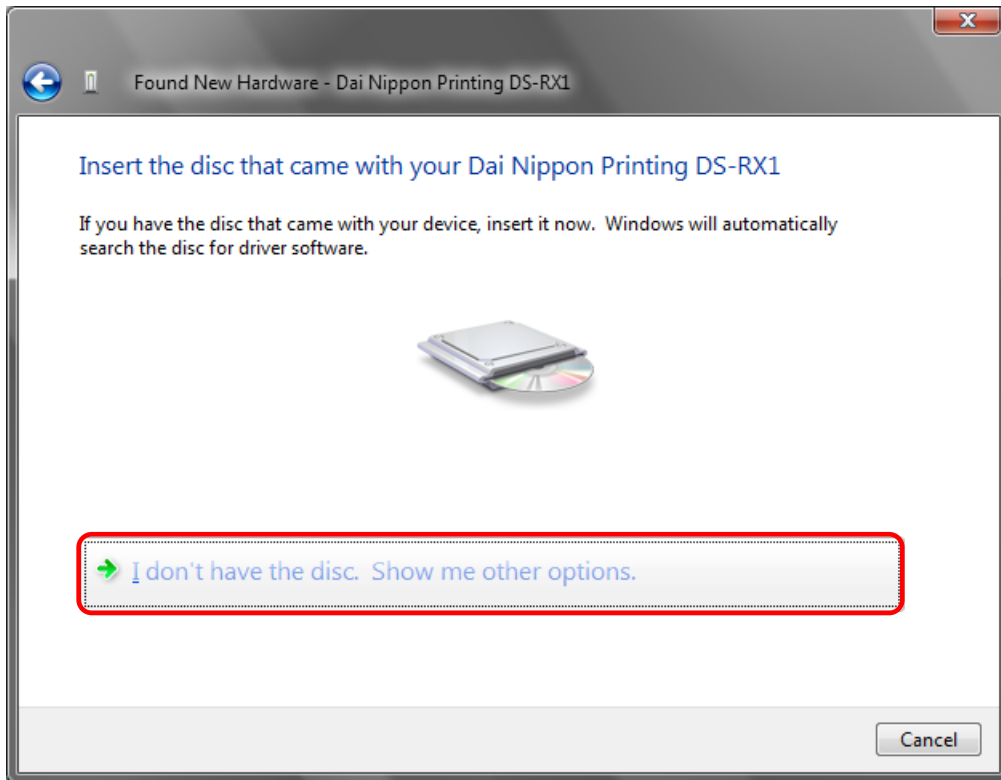 Found New Hardware - Dai Nippon Printing DS-RX1
Insert the disc that came with your Dai Nippon Printing DS-RX1
If you have the disc that came with your device, insert it now.  Windows will automatically
search the disc for driver software.
I don't have the disc.  Show me other options.
Cancel